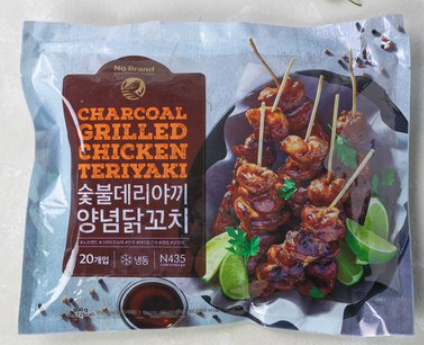 No Brand
CHARCOAL
GRILLED
CHICKEN
TERIYAKI
숯불데리야끼
양념닭꼬치
20개입
냉동
N435